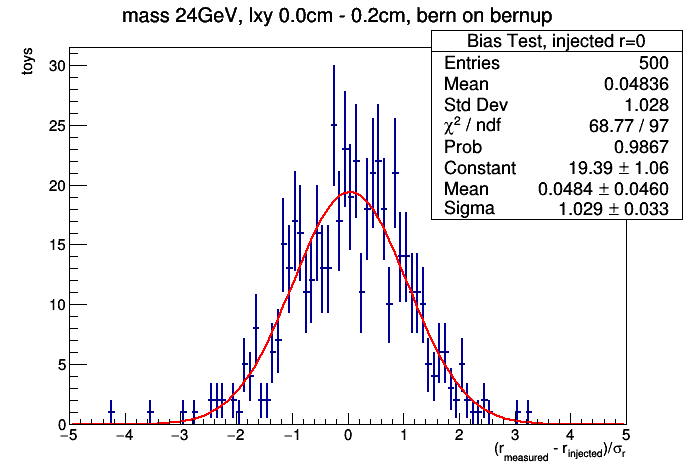 mass 24GeV, lxy 0.0cm - 0.2cm, bern on bernup
Bias Test, injected r=0
Entries 500
Mean 0.04836
Std Dev 1.028
χ² / ndf 68.77 / 97
Prob 0.9867
Constant 19.39 ± 1.06
Mean 0.0484 ± 0.0460
Sigma 1.029 ± 0.033
toys
30
25
20
15
10
5
0
−5 −4 −3 −2 −1 0 1 2 3 4 5
(r_measured - r_injected)/σ_r